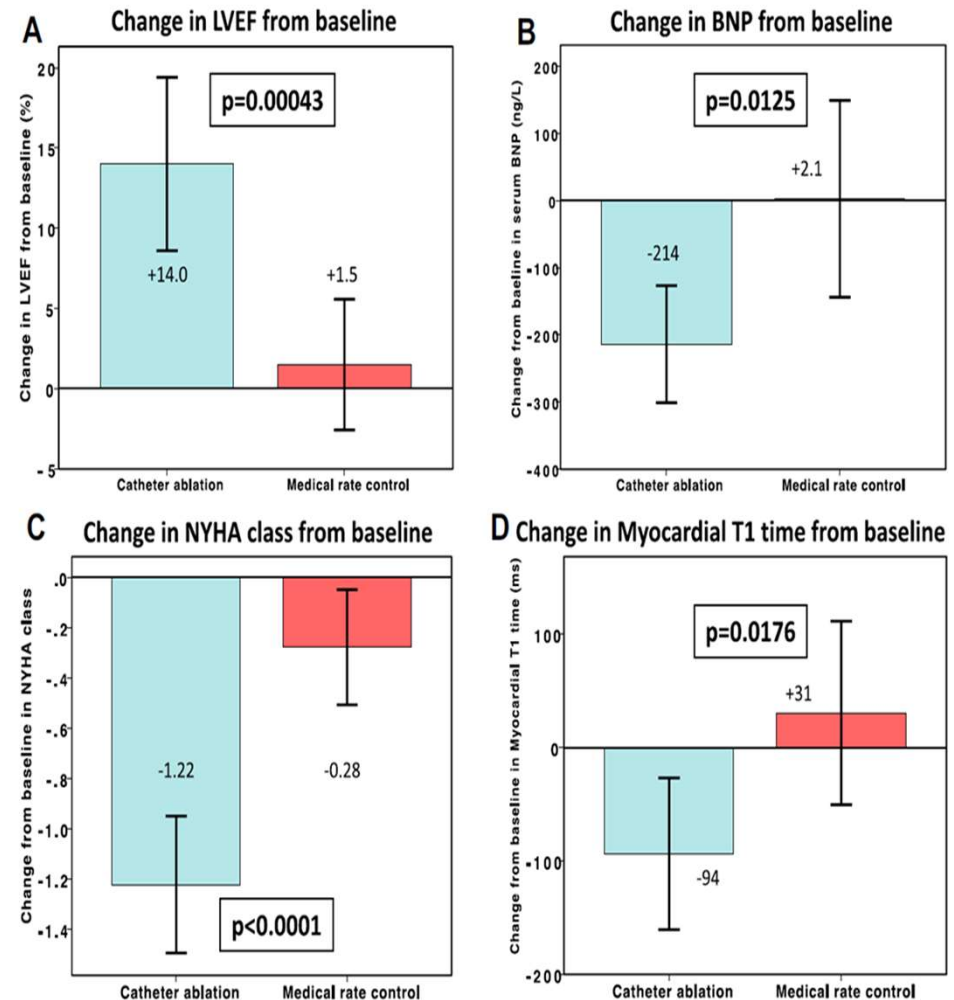 A
Change in LVEF from baseline
Change in LVEF from baseline (%)
20
15
10
5
0
-5
p=0.00043
+14.0
+1.5
Catheter ablation
Medical rate control
B
Change in BNP from baseline
Change from baeline in serum BNP (ng/L)
200
100
0
-100
-200
-300
-400
p=0.0125
-214
+2.1
Catheter ablation
Medical rate control
C
Change in NYHA class from baseline
Change from baseline in NYHA class
.0
-.2
-.4
-.6
-.8
-1.0
-1.2
-1.4
-1.22
-0.28
p<0.0001
Catheter ablation
Medical rate control
D
Change in Myocardial T1 time from baseline
Change from baseline in Myocardial T1 time (ms)
100
0
-100
-200
p=0.0176
+31
-94
Catheter ablation
Medical rate control